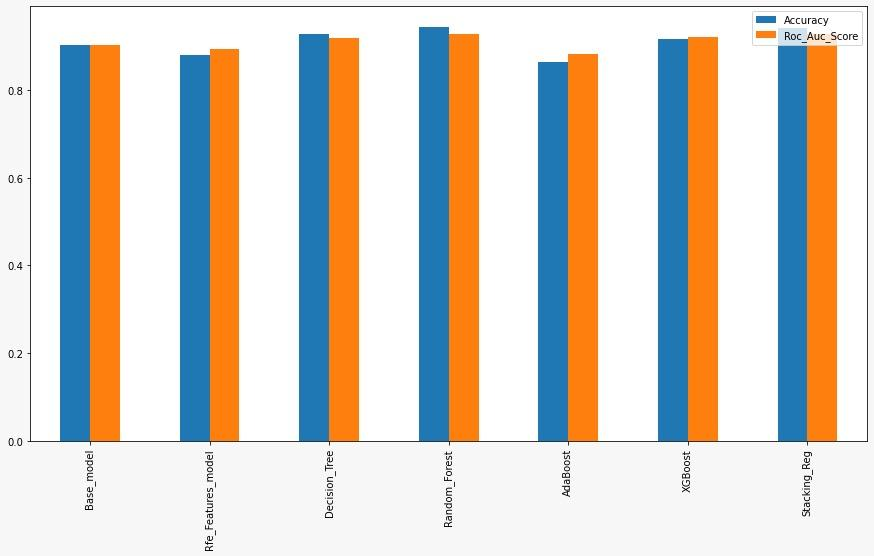 Accuracy
Roc_Auc_Score
0.8
0.6
0.4
0.2
0.0
Base_model
Rfe_Features_model
Decision_Tree
Random_Forest
AdaBoost
XGBoost
Stacking_Reg